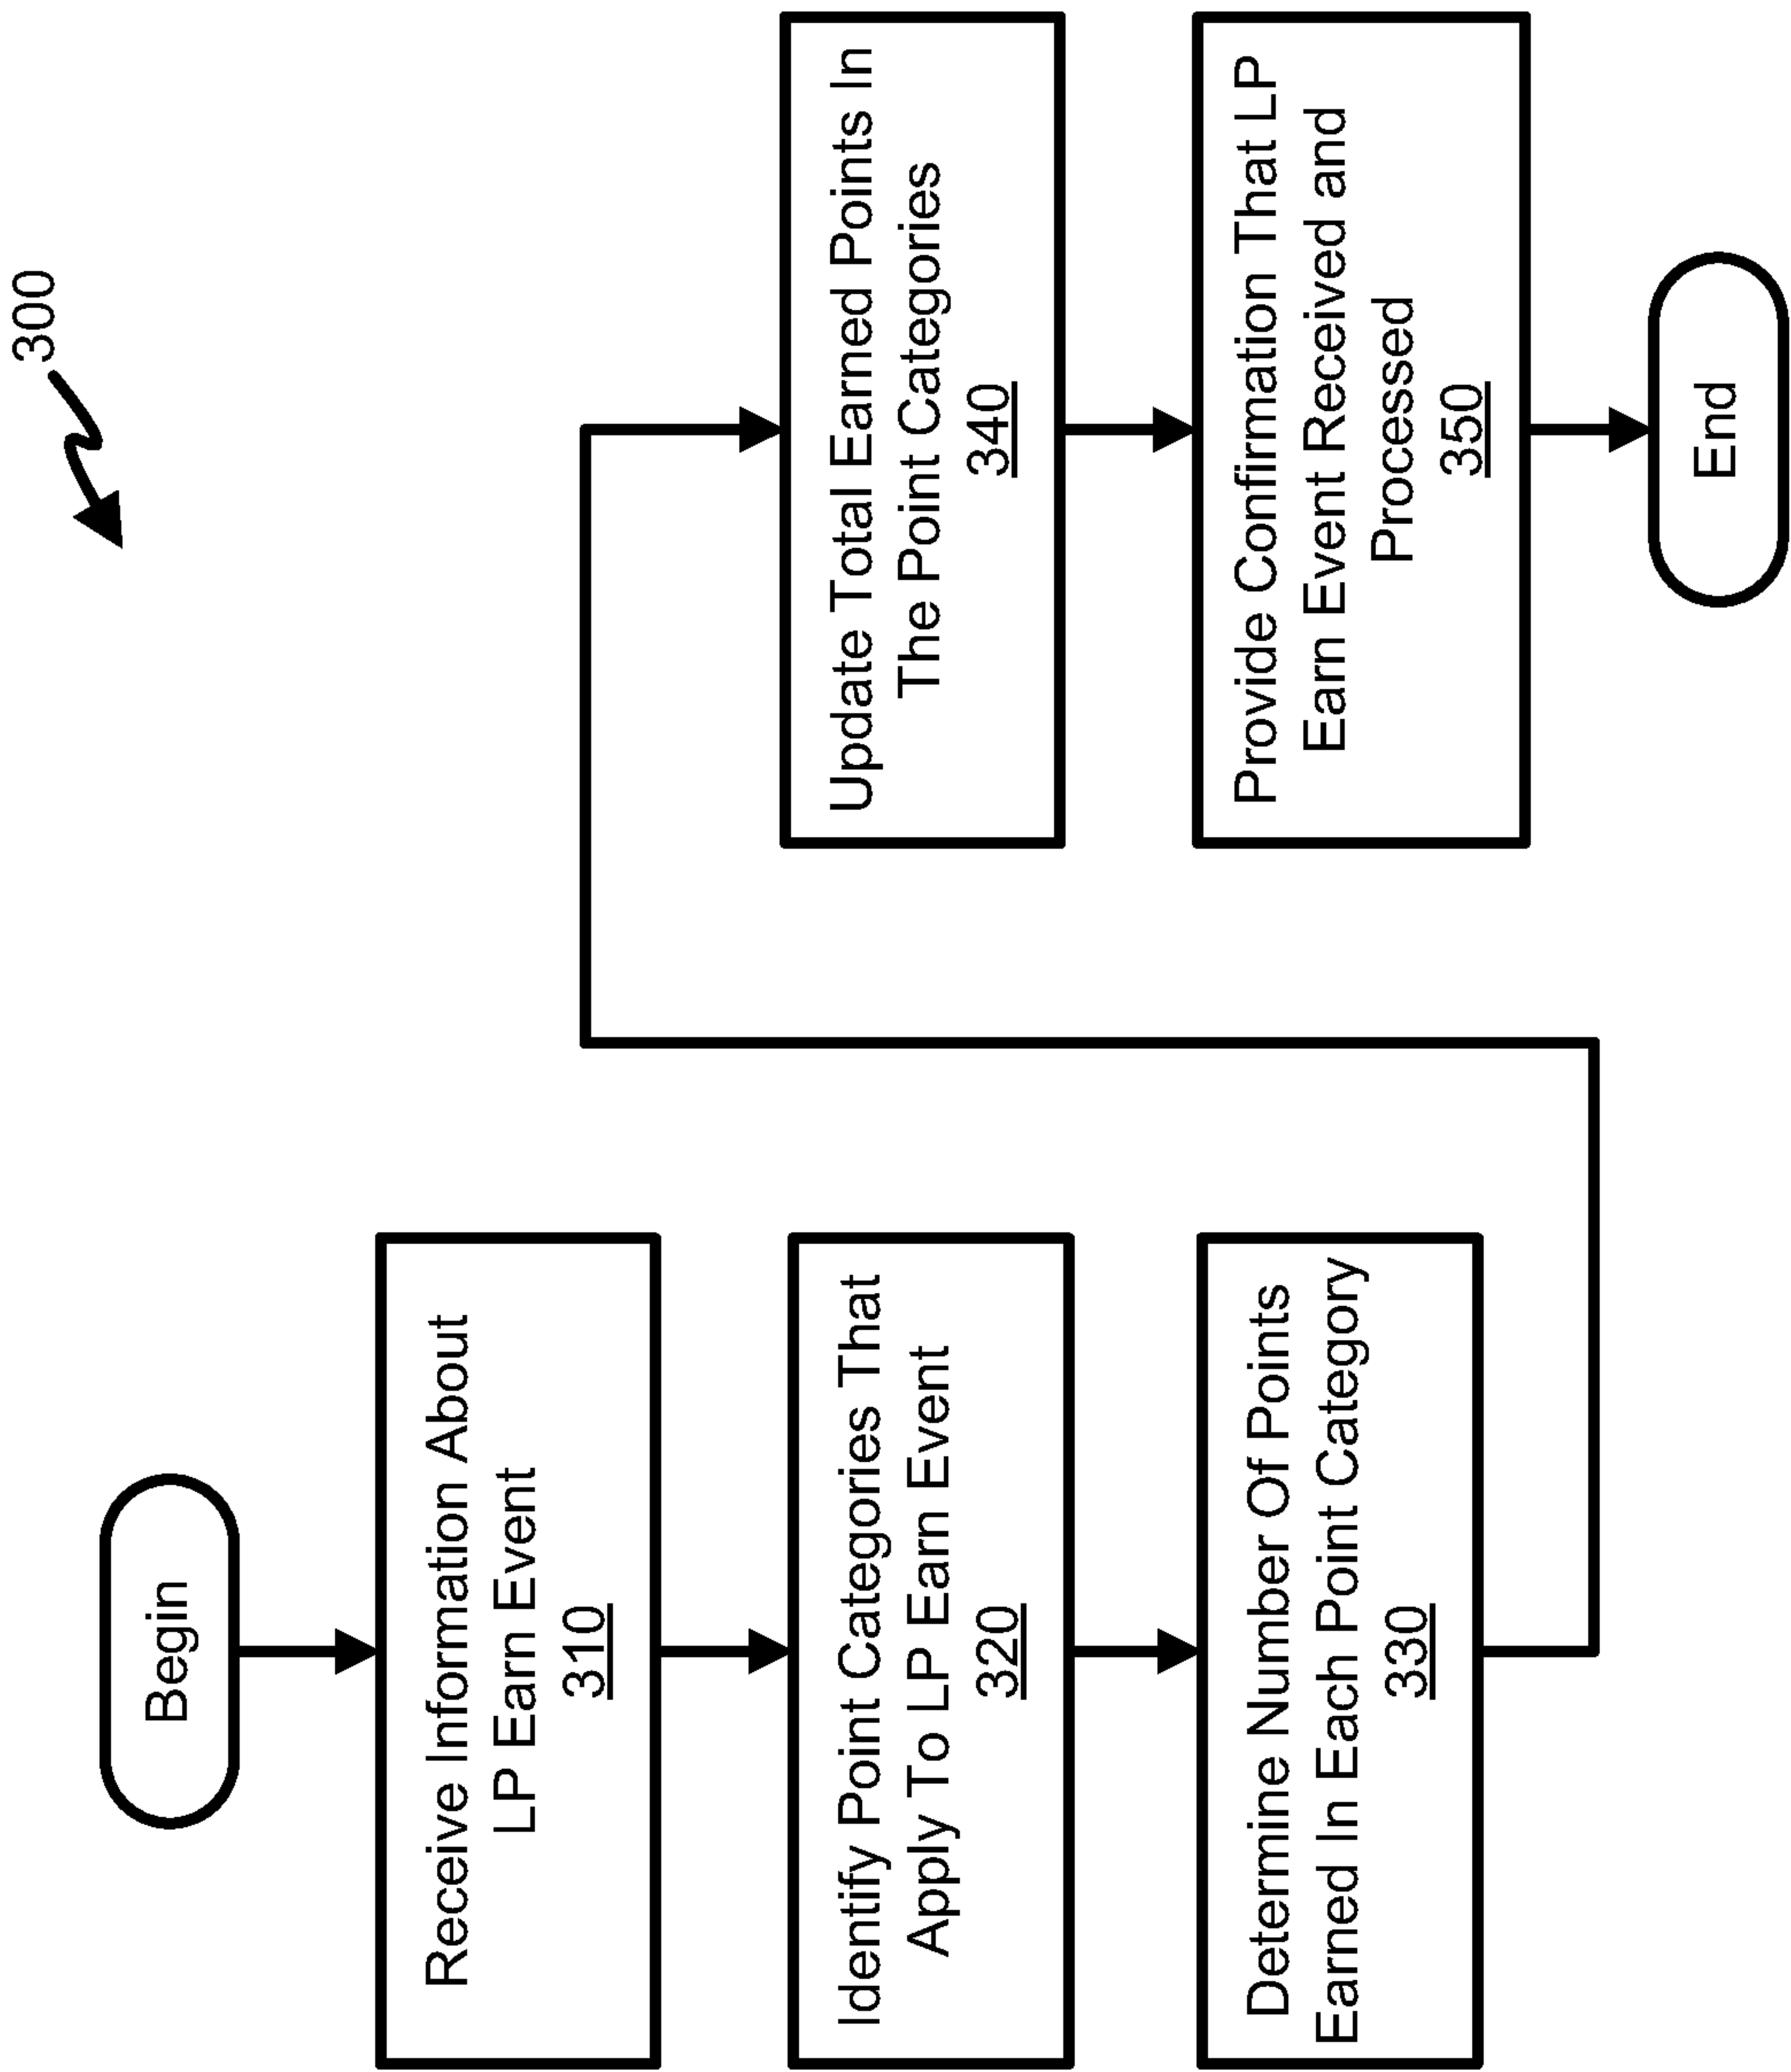 300
Begin
Receive Information About
LP Earn Event
310
Identify Point Categories That
Apply To LP Earn Event
320
Determine Number Of Points
Earned In Each Point Category
330
Update Total Earned Points In
The Point Categories
340
Provide Confirmation That LP
Earn Event Received and
Processed
350
End